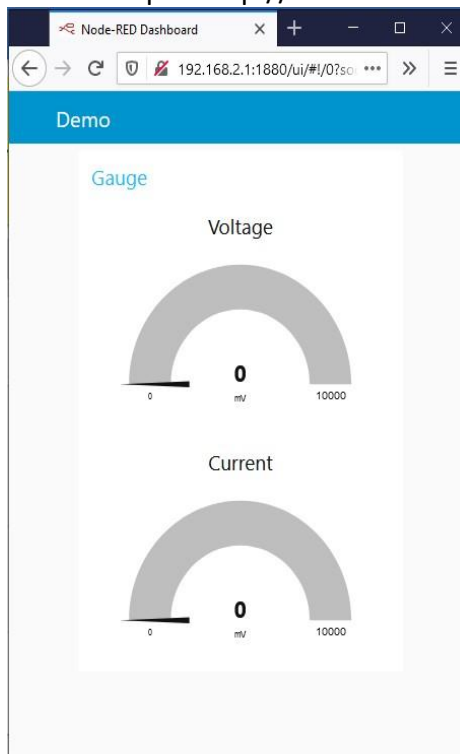 Node-RED Dashboard
192.168.2.1:1880/ui/#!/0?so
Demo
Gauge
Voltage
0
mV
0
10000
Current
0
mV
0
10000